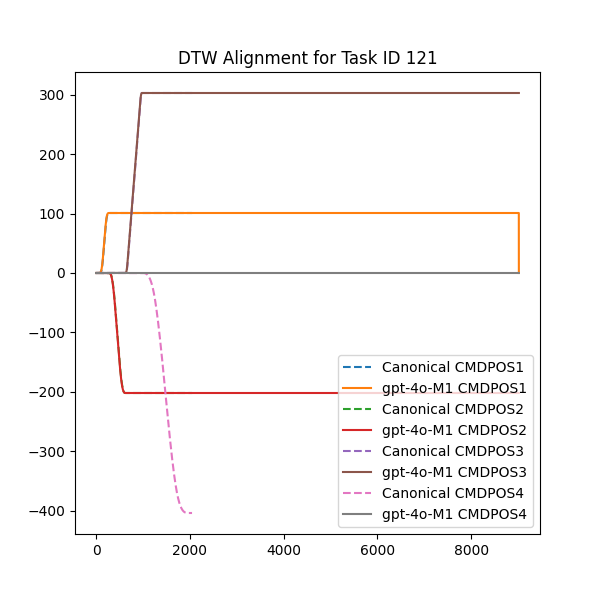 DTW Alignment for Task ID 121
300
200
100
0
−100
−200
−300
−400
Canonical CMDPOS1
gpt-4o-M1 CMDPOS1
Canonical CMDPOS2
gpt-4o-M1 CMDPOS2
Canonical CMDPOS3
gpt-4o-M1 CMDPOS3
Canonical CMDPOS4
gpt-4o-M1 CMDPOS4
0 2000 4000 6000 8000